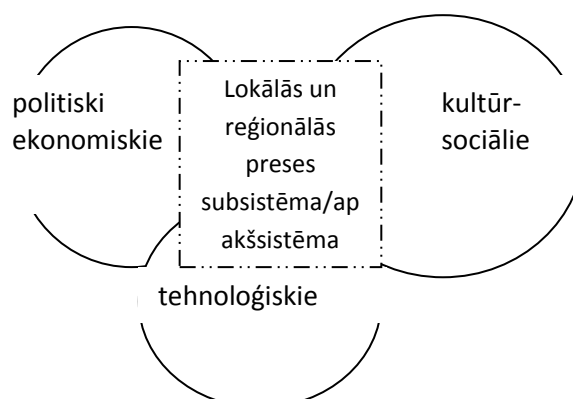 politiski
ekonomiskie
Lokālās un
reģionālās
preses
subsistēma/ap
akšsistēma
kultūr-
sociālie
tehnoloģiskie